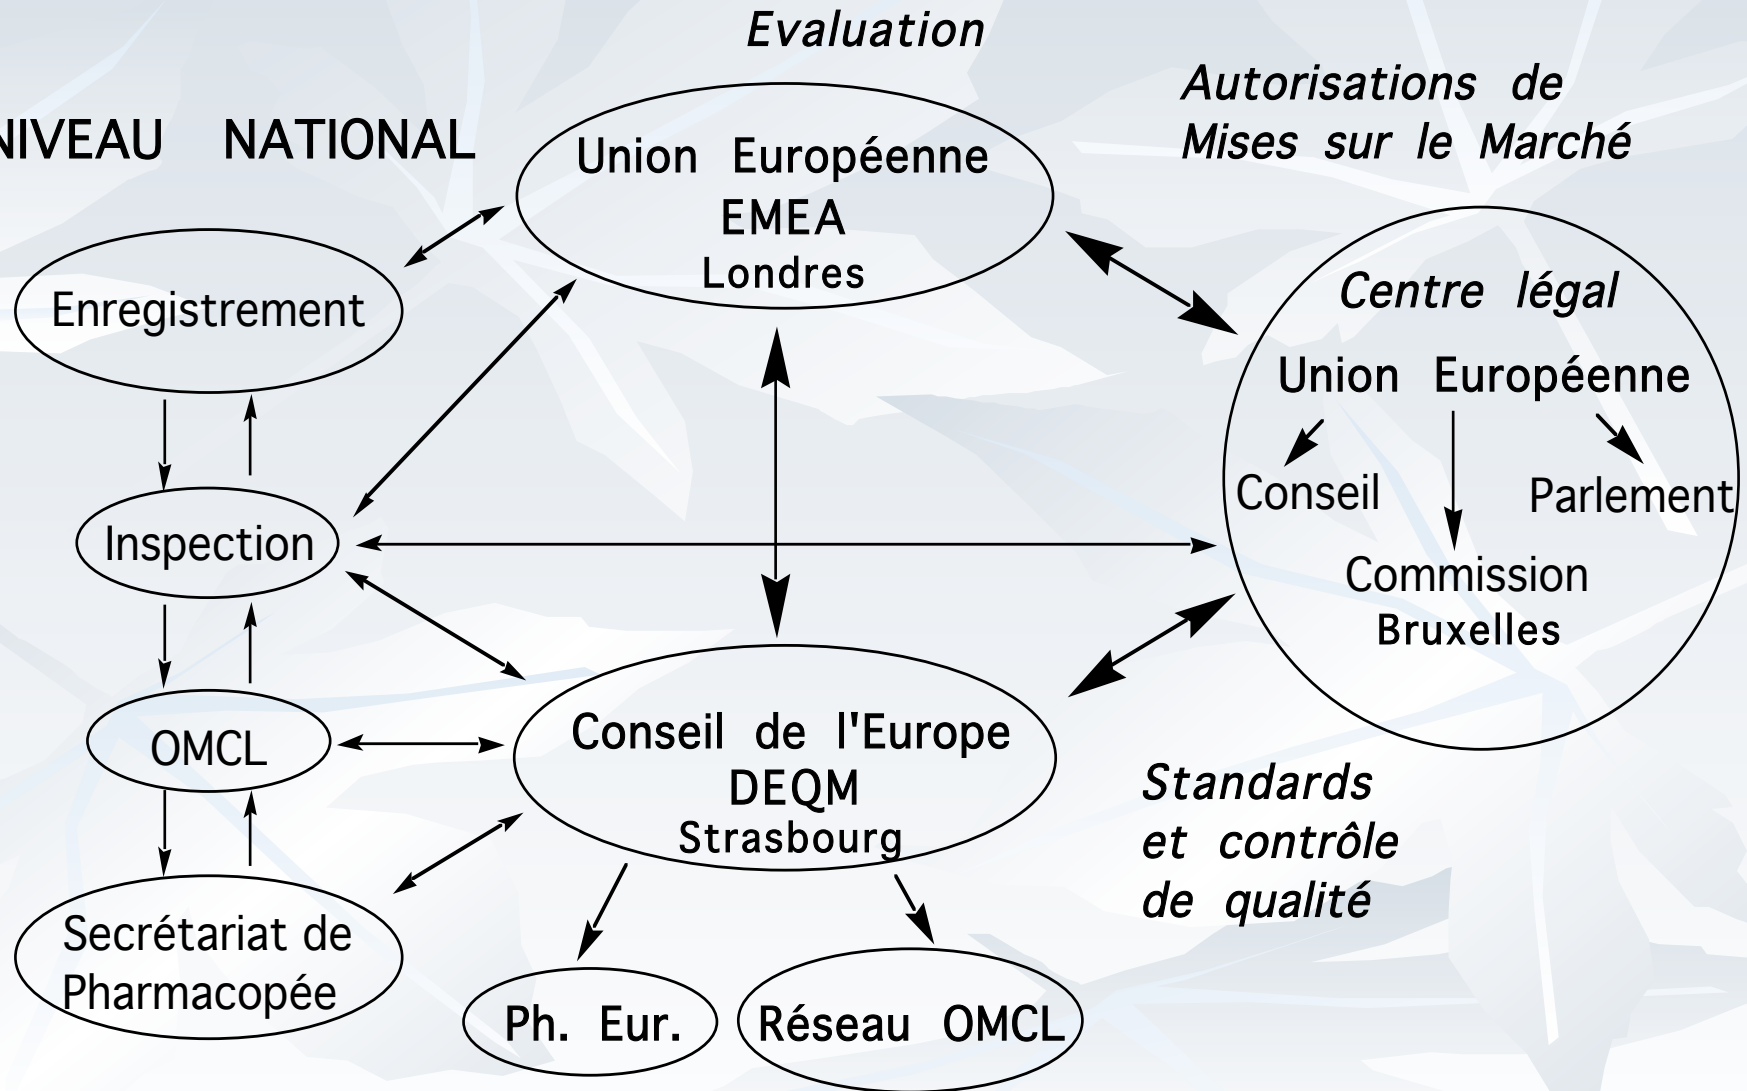 Evaluation
Autorisations de
Mises sur le Marché
NIVEAU NATIONAL
Union Européenne
EMEA
Londres
Enregistrement
Centre légal
Union Européenne
Conseil
Parlement
Commission
Bruxelles
Inspection
OMCL
Conseil de l'Europe
DEQM
Strasbourg
Standards
et contrôle
de qualité
Secrétariat de
Pharmacopée
Ph. Eur.
Réseau OMCL